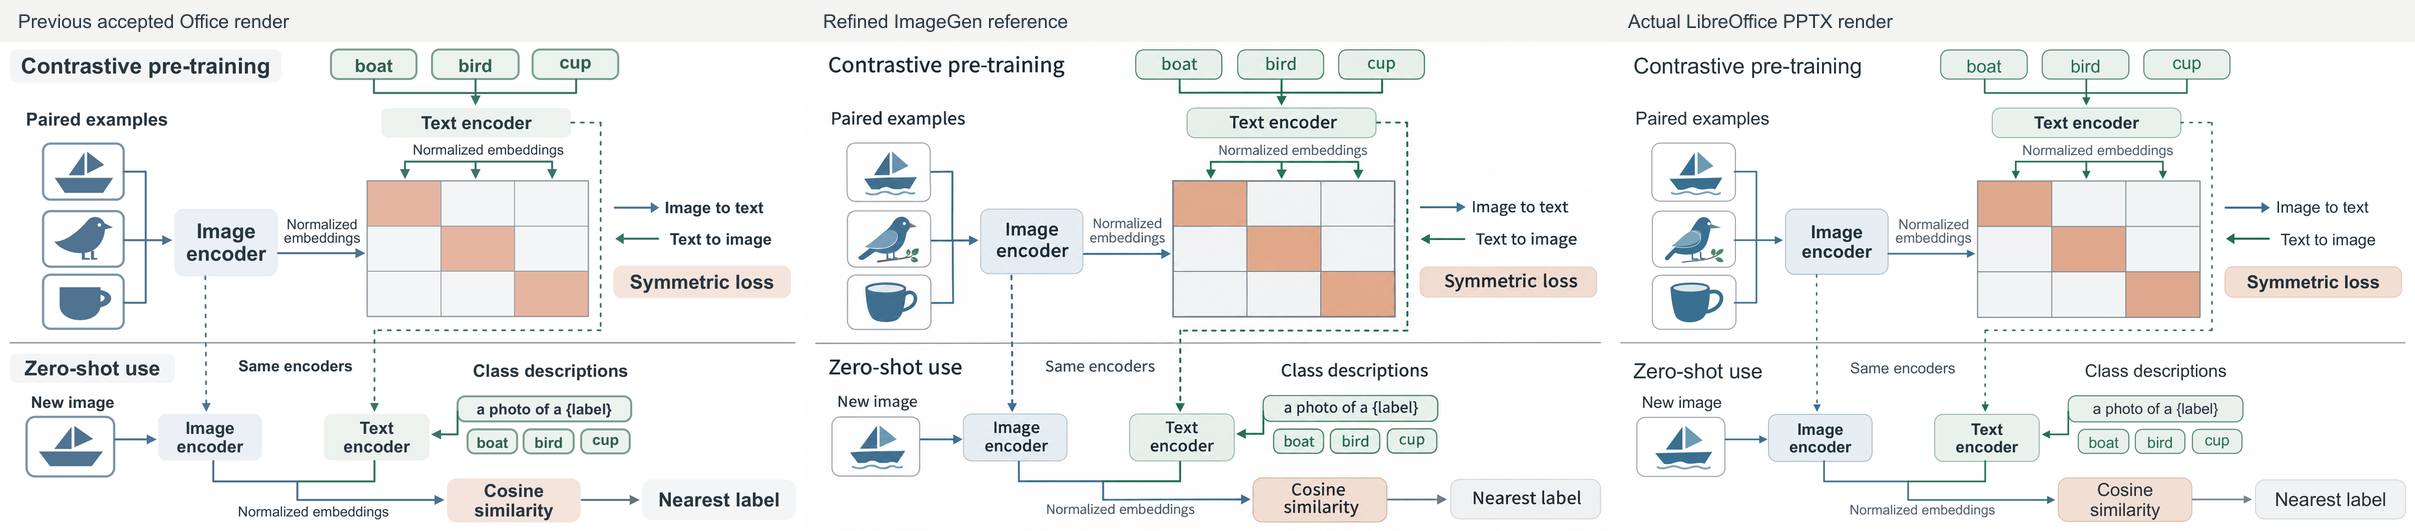 Previous accepted Office render
Contrastive pre-training
boat
bird
cup
Paired examples
Text encoder
Normalized embeddings
Image
encoder
Normalized
embeddings
Image to text
Text to image
Symmetric loss
Zero-shot use
Same encoders
Class descriptions
New image
a photo of a {label}
Image
encoder
Text
encoder
boat
bird
cup
Cosine
similarity
Nearest label
Normalized embeddings
Refined ImageGen reference
Contrastive pre-training
boat
bird
cup
Paired examples
Text encoder
Normalized embeddings
Image
encoder
Normalized
embeddings
Image to text
Text to image
Symmetric loss
Zero-shot use
Same encoders
Class descriptions
New image
a photo of a {label}
Image
encoder
Text
encoder
boat
bird
cup
Cosine
similarity
Nearest label
Normalized embeddings
Actual LibreOffice PPTX render
Contrastive pre-training
boat
bird
cup
Paired examples
Text encoder
Normalized embeddings
Image
encoder
Normalized
embeddings
Image to text
Text to image
Symmetric loss
Zero-shot use
Same encoders
Class descriptions
New image
a photo of a {label}
Image
encoder
Text
encoder
boat
bird
cup
Cosine
similarity
Nearest label
Normalized embeddings